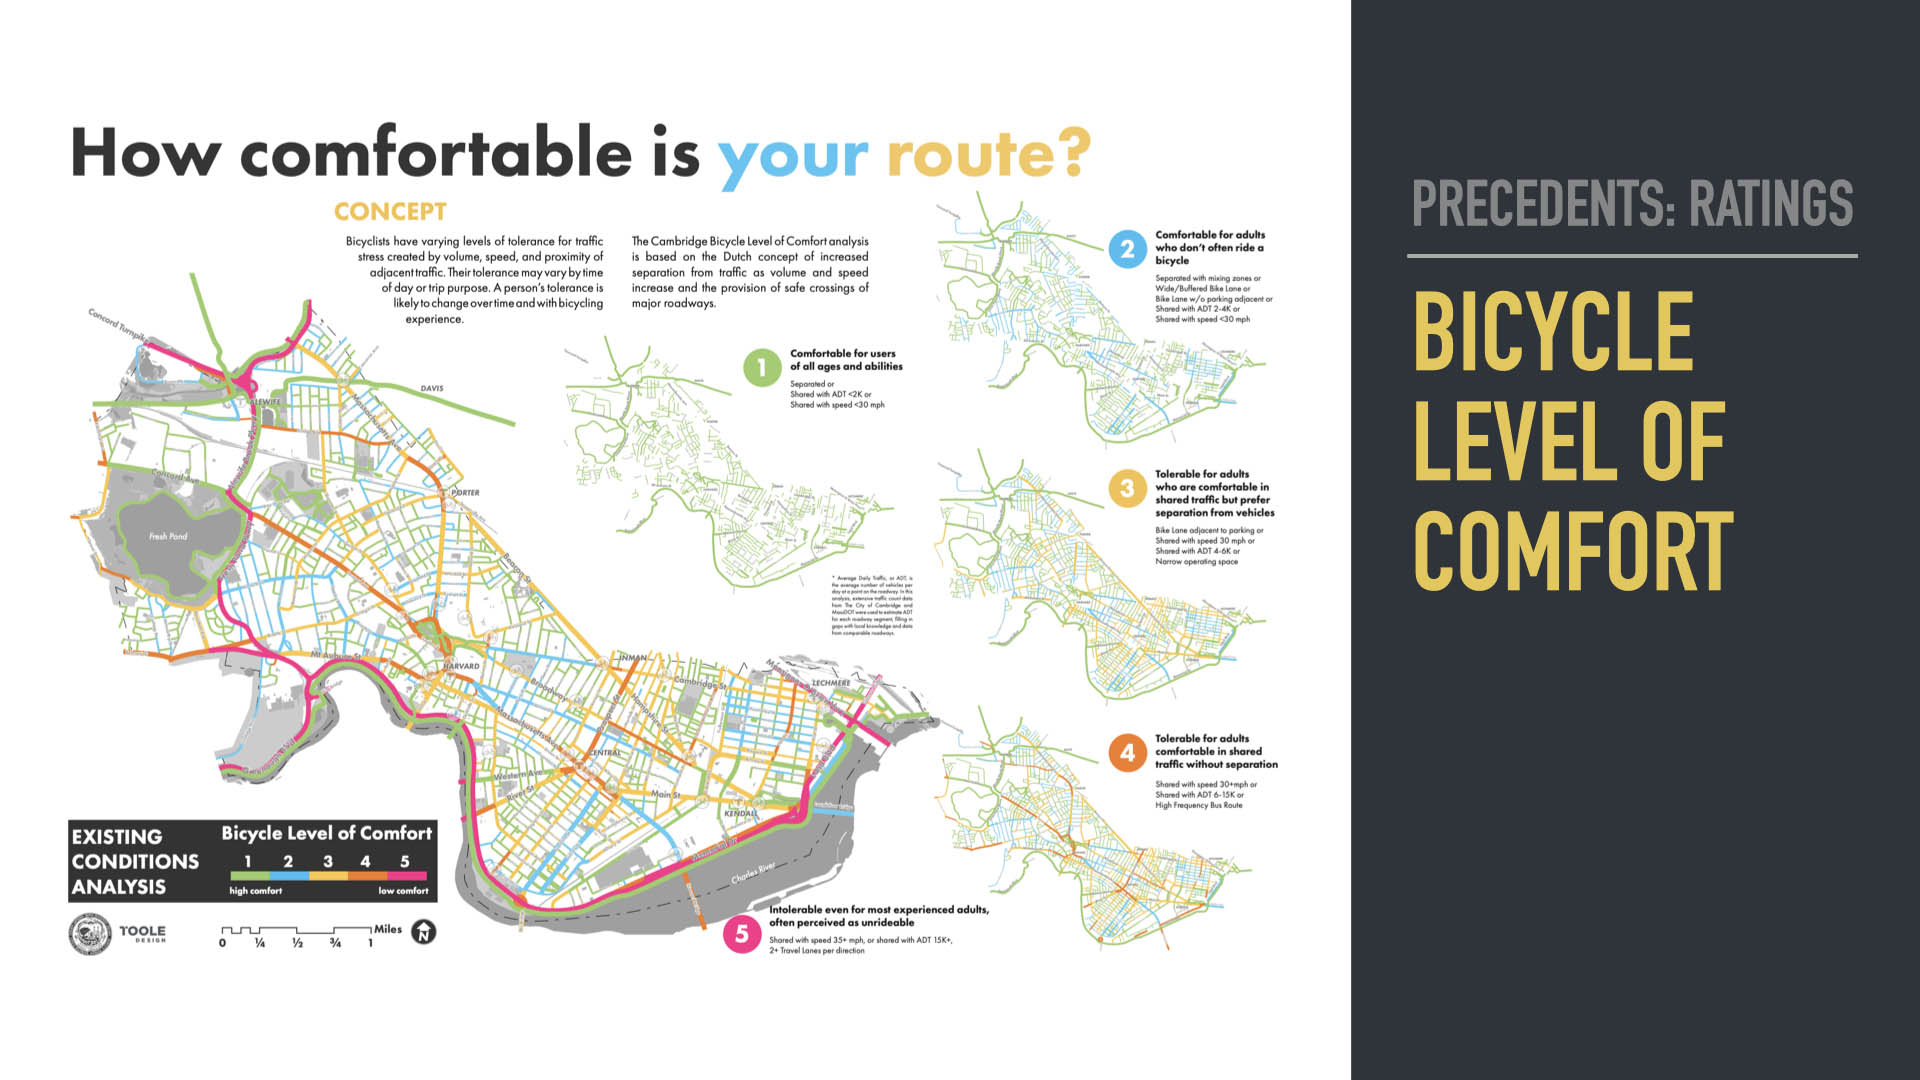 How comfortable is your route?
CONCEPT
Bicyclists have varying levels of tolerance for traffic
stress created by volume, speed, and proximity of
adjacent traffic. Their tolerance may vary by time
of day or trip purpose. A person's tolerance is
likely to change over time and with bicycling
experience.
The Cambridge Bicycle Level of Comfort analysis
is based on the Dutch concept of increased
separation from traffic as volume and speed
increase and the provision of safe crossings of
major roadways.
1
Comfortable for users
of all ages and abilities
Separated or
Shared with ADT <2K or
Shared with speed <30 mph
2
Comfortable for adults
who don't often ride a
bicycle
Separated with mixing zones or
Wide/Buffered Bike Lane or
Bike Lane w/o parking adjacent or
Shared with ADT 2-4K or
Shared with speed <30 mph
3
Tolerable for adults
who are comfortable in
shared traffic but prefer
separation from vehicles
Bike Lane adjacent to parking or
Shared with speed 30 mph or
Shared with ADT 4-6K or
Narrow operating space
* Average Daily Traffic, or ADT, is
the average number of vehicles per
day at a point on the roadway. In this
analysis, extensive traffic count data
from The City of Cambridge and
MassDOT were used to estimate ADT
for each roadway segment, filling in
gaps with local knowledge and data
from comparable roadways.
4
Tolerable for adults
comfortable in shared
traffic without separation
Shared with speed 30+mph or
Shared with ADT 6-15K or
High Frequency Bus Route
5
Intolerable even for most experienced adults,
often perceived as unrideable
Shared with speed 35+ mph, or shared with ADT 15K+,
2+ Travel Lanes per direction
Concord Turnpike
DAVIS
ALEWIFE
Massachusetts Ave
Concord Ave
Fresh Pond
PORTER
Beacon St
Mt Auburn St
HARVARD
INMAN
Broadway
Cambridge St
Hampshire St
LECHMERE
Massachusetts Ave
CENTRAL
Western Ave
River St
Main St
KENDALL
Charles River
EXISTING
CONDITIONS
ANALYSIS
Bicycle Level of Comfort
1 2 3 4 5
high comfort low comfort
TOOLE
DESIGN
Miles
0 ¼ ½ ¾ 1
N
PRECEDENTS: RATINGS
BICYCLE
LEVEL OF
COMFORT